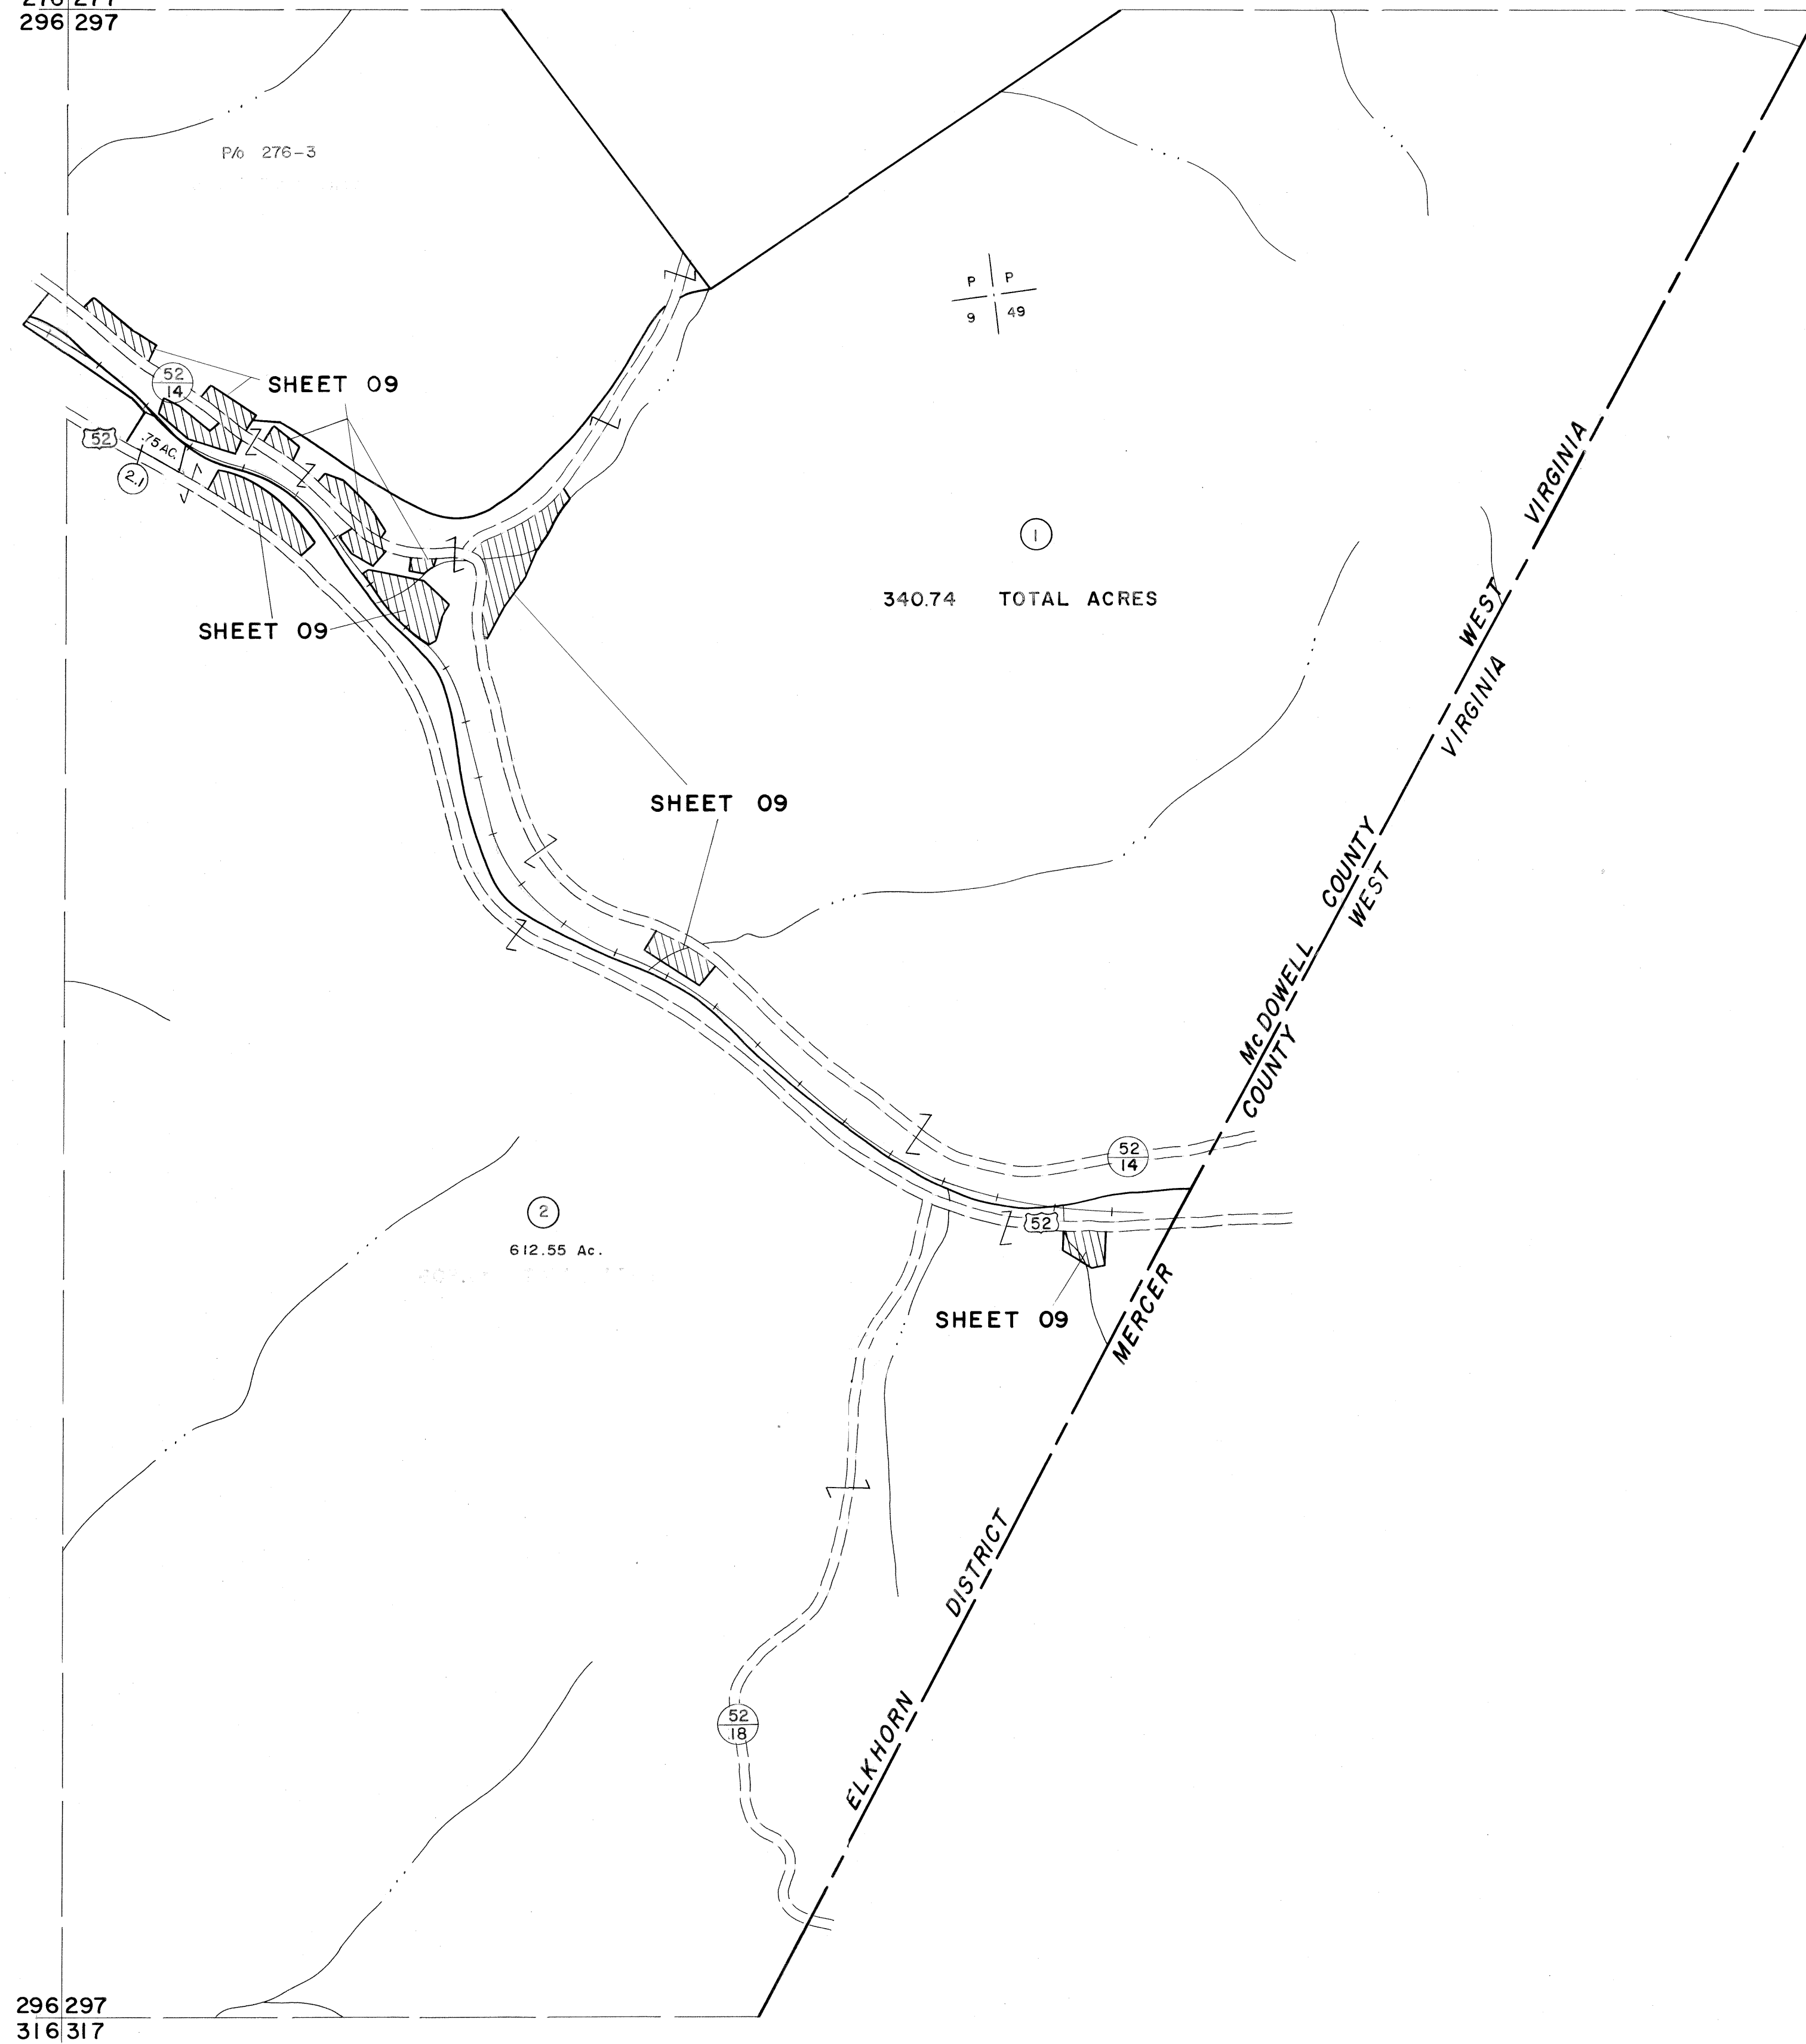 276 277
296 297
P/o 276-3
P P
9 49
52
14
SHEET 09
52
.75 AC.
2.1
1
340.74 TOTAL ACRES
SHEET 09
SHEET 09
McDOWELL COUNTY WEST VIRGINIA
MERCER COUNTY WEST VIRGINIA
52
14
2
612.55 Ac.
52
SHEET 09
ELKHORN DISTRICT
52
18
296 297
316 317